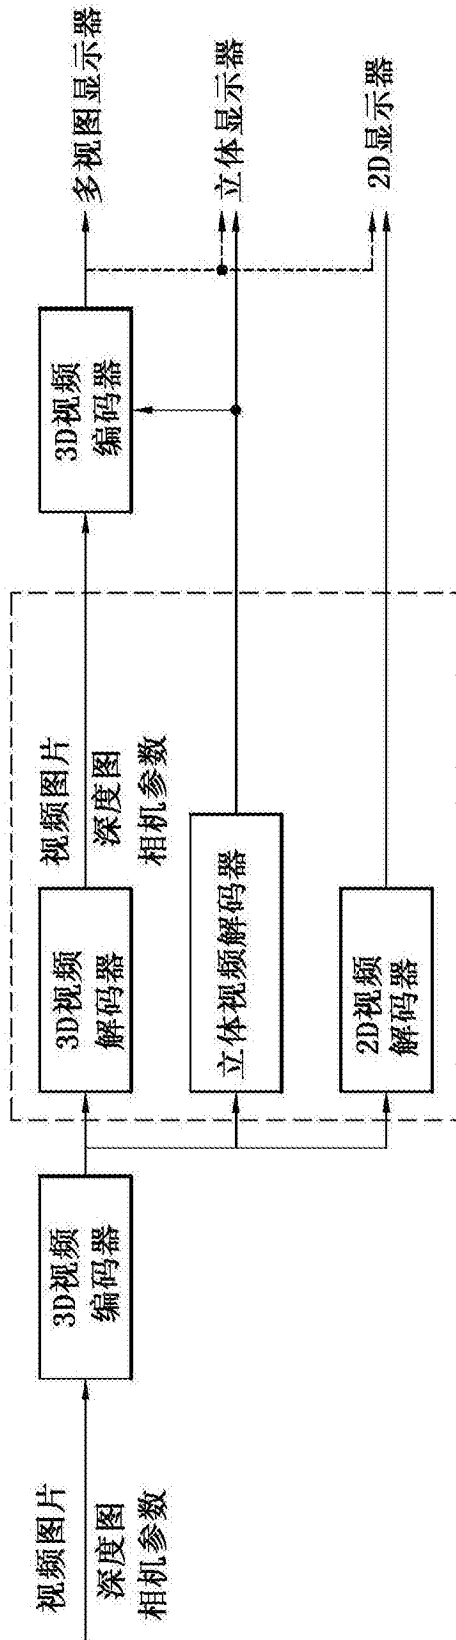 视频图片
深度图
相机参数
3D视频
编码器
3D视频
解码器
立体视频解码器
2D视频
解码器
视频图片
深度图
相机参数
3D视频
编码器
多视图显示器
立体显示器
2D显示器